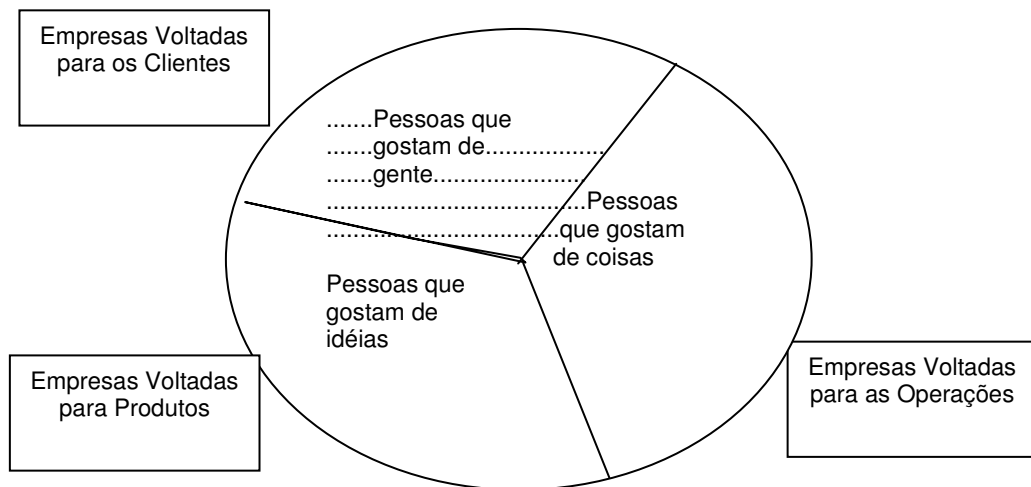 Empresas Voltadas
para os Clientes
.......Pessoas que
.......gostam de..................
.......gente.......................
.......................................Pessoas
...................................que gostam
de coisas
Pessoas que
gostam de
idéias
Empresas Voltadas
para Produtos
Empresas Voltadas
para as Operações